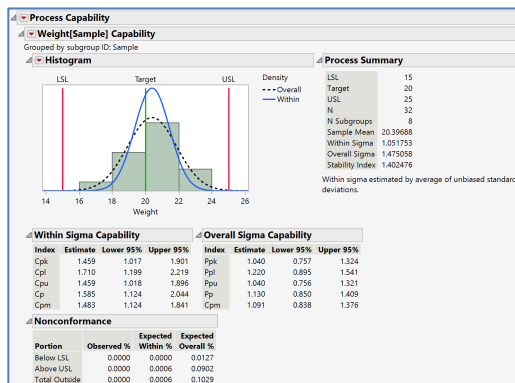 Process Capability
Weight[Sample] Capability
Grouped by subgroup ID: Sample
Histogram
LSL Target USL
Density
Overall
Within
14 16 18 20 22 24 26
Weight
Process Summary
LSL 15
Target 20
USL 25
N 32
N Subgroups 8
Sample Mean 20.39688
Within Sigma 1.051753
Overall Sigma 1.475058
Stability Index 1.402476
Within sigma estimated by average of unbiased standard
deviations.
Within Sigma Capability
Index Estimate Lower 95% Upper 95%
Cpk 1.459 1.017 1.901
Cpl 1.710 1.199 2.219
Cpu 1.459 1.018 1.896
Cp 1.585 1.124 2.044
Cpm 1.483 1.124 1.841
Overall Sigma Capability
Index Estimate Lower 95% Upper 95%
Ppk 1.040 0.757 1.324
Ppl 1.220 0.895 1.541
Ppu 1.040 0.756 1.321
Pp 1.130 0.850 1.409
Cpm 1.091 0.838 1.376
Nonconformance
Portion Observed % Expected Within % Expected Overall %
Below LSL 0.0000 0.0000 0.0127
Above USL 0.0000 0.0006 0.0902
Total Outside 0.0000 0.0006 0.1029